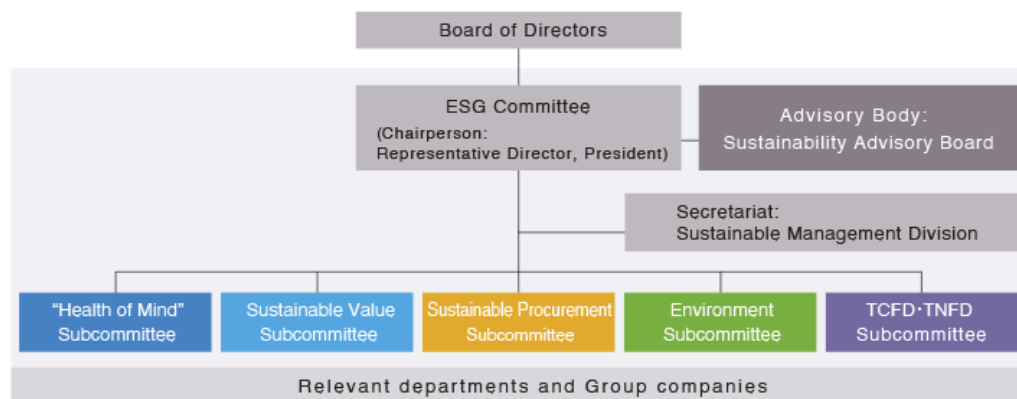 Board of Directors
ESG Committee
(Chairperson:
Representative Director, President)
Advisory Body:
Sustainability Advisory Board
Secretariat:
Sustainable Management Division
“Health of Mind”
Subcommittee
Sustainable Value
Subcommittee
Sustainable Procurement
Subcommittee
Environment
Subcommittee
TCFD･TNFD
Subcommittee
Relevant departments and Group companies